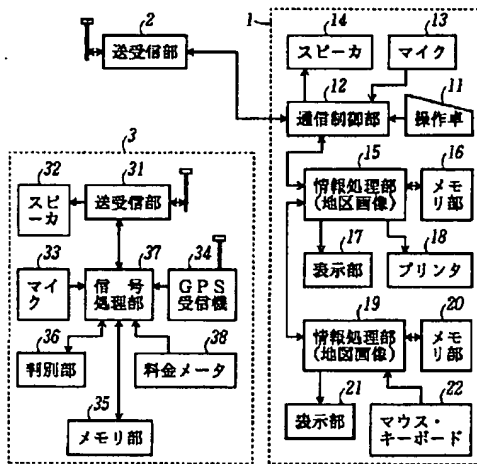 2
送受信部
1
14
スピーカ
13
マイク
12
通信制御部
11
操作卓
15
情報処理部
(地図画像)
16
メモ
リ部
17
表示部
18
プリンタ
19
情報処理部
(地図画像)
20
メモ
リ部
21
表示部
22
マウス・
キーボード
3
32
スピ
ーカ
31
送受信部
33
マイ
ク
37
信号
処理部
34
GPS
受信機
36
判別部
38
料金メータ
35
メモリ部